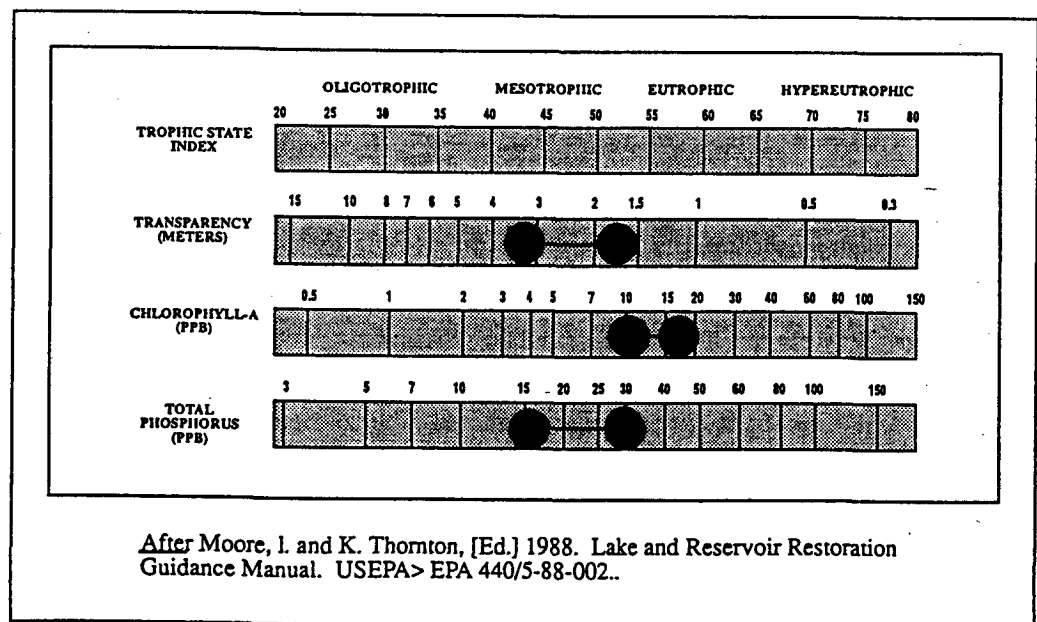 OLIGOTROPHIC MESOTROPHIC EUTROPHIC HYPEREUTROPHIC
20 25 30 35 40 45 50 55 60 65 70 75 80
TROPHIC STATE
INDEX
15 10 8 7 6 5 4 3 2 1.5 1 0.5 0.3
TRANSPARENCY
(METERS)
0.5 1 2 3 4 5 7 10 15 20 30 40 60 80 100 150
CHLOROPHYLL-A
(PPB)
3 5 7 10 15 20 25 30 40 50 60 80 100 150
TOTAL
PHOSPHORUS
(PPB)
After Moore, l. and K. Thornton, [Ed.] 1988. Lake and Reservoir Restoration
Guidance Manual. USEPA> EPA 440/5-88-002..